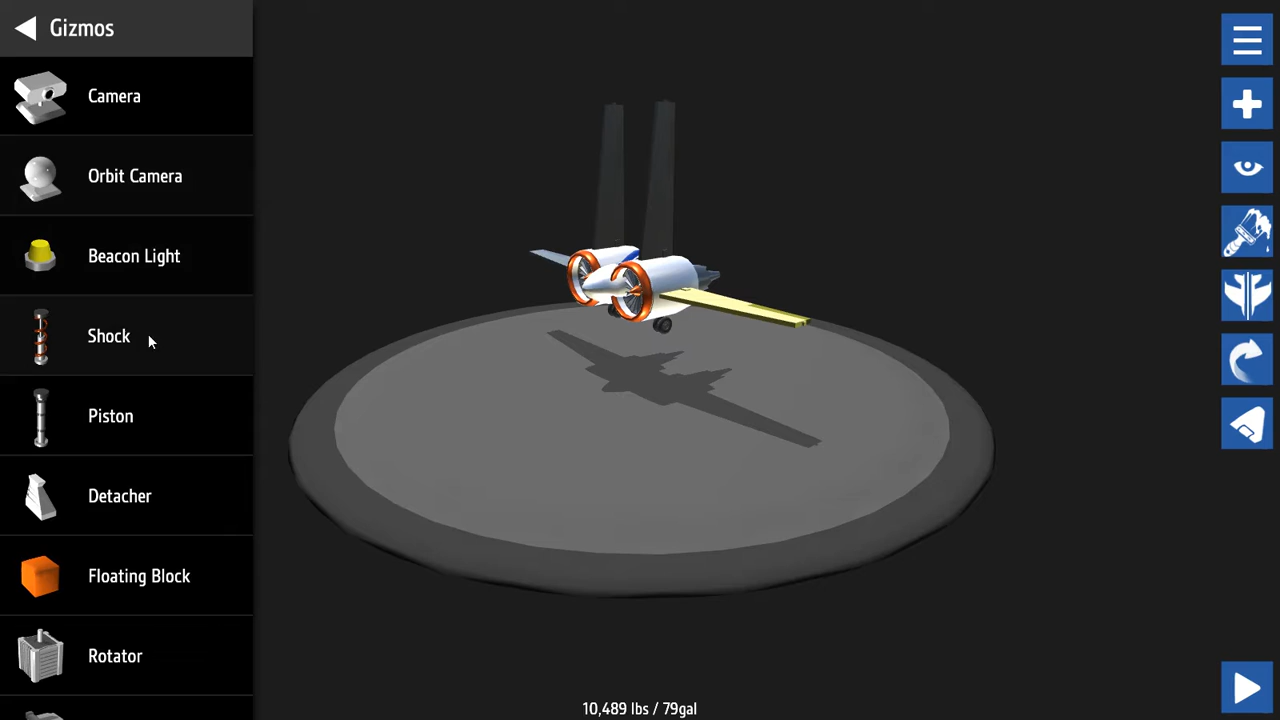 Gizmos
Camera
Orbit Camera
Beacon Light
Shock
Piston
Detacher
Floating Block
Rotator
10,489 lbs / 79gal